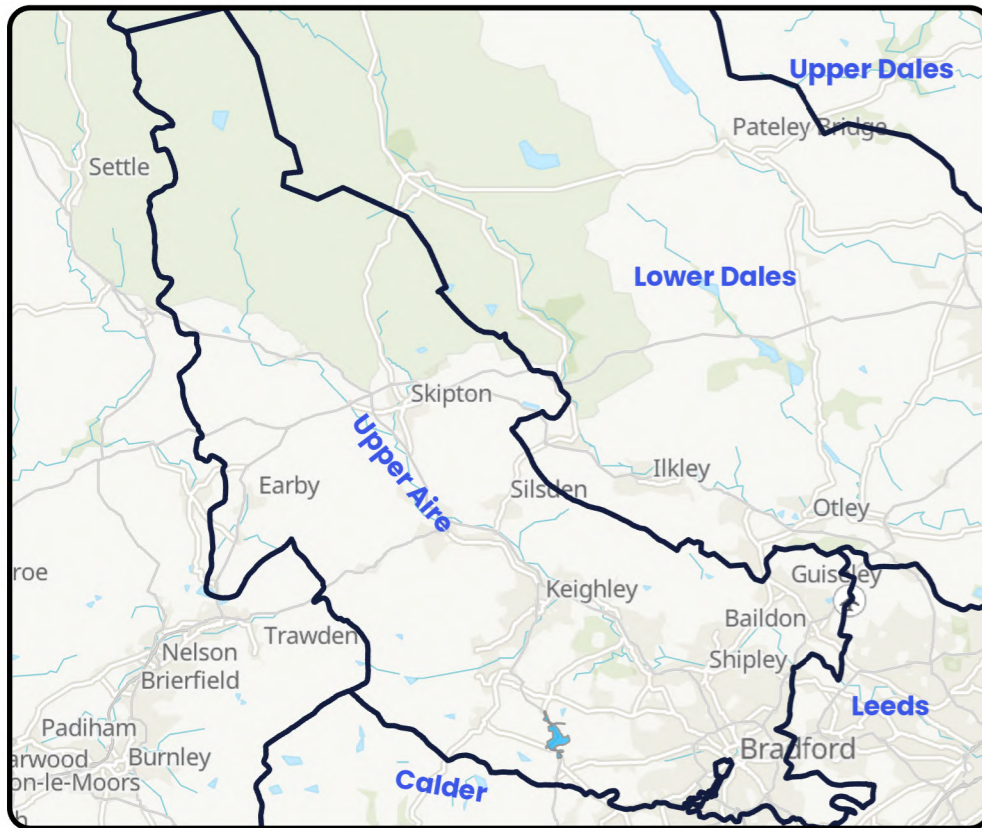 Upper Dales
Pateley Bridge
Settle
Lower Dales
Skipton
Upper Aire
Ilkley
Earby
Silsden
Otley
roe
Guiseley
Keighley
Baildon
Trawden
Nelson
Shipley
Brierfield
Leeds
Padiham
Bradford
arwood
Burnley
on-le-Moors
Calder
h